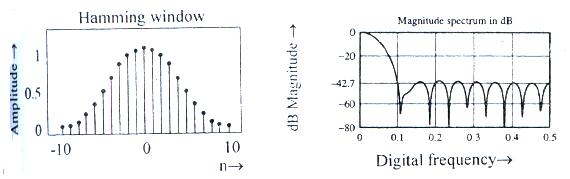 Hamming window
Amplitude →
1
0.5
0
-10
0
10
n→
Magnitude spectrum in dB
dB Magnitude →
0
-20
-42.7
-60
-80
0
0.1
0.2
0.3
0.4
0.5
Digital frequency→